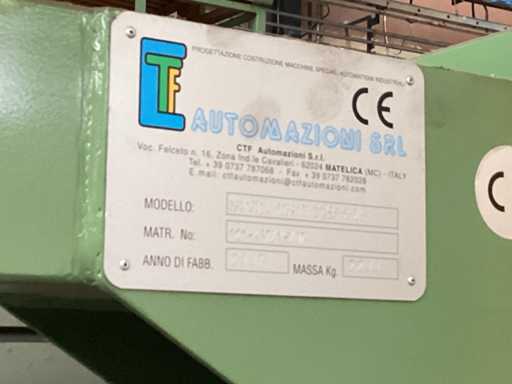 PROGETTAZIONE COSTRUZIONE MACCHINE SPECIALI AUTOMATISMI INDUSTRIALI
CTF
CE
AUTOMAZIONI SRL
CTF Automazioni S.r.l.
Voc. Felceto n. 16, Zona Ind.le Cavalieri - 62024 MATELICA (MC) - ITALY
Tel. + 39 0737 787068 - Fax + 39 0737 782028
E.mail: ctfautomazioni@ctfautomazioni.com
MODELLO:
MATR. No:
ANNO DI FABB. MASSA Kg.
C